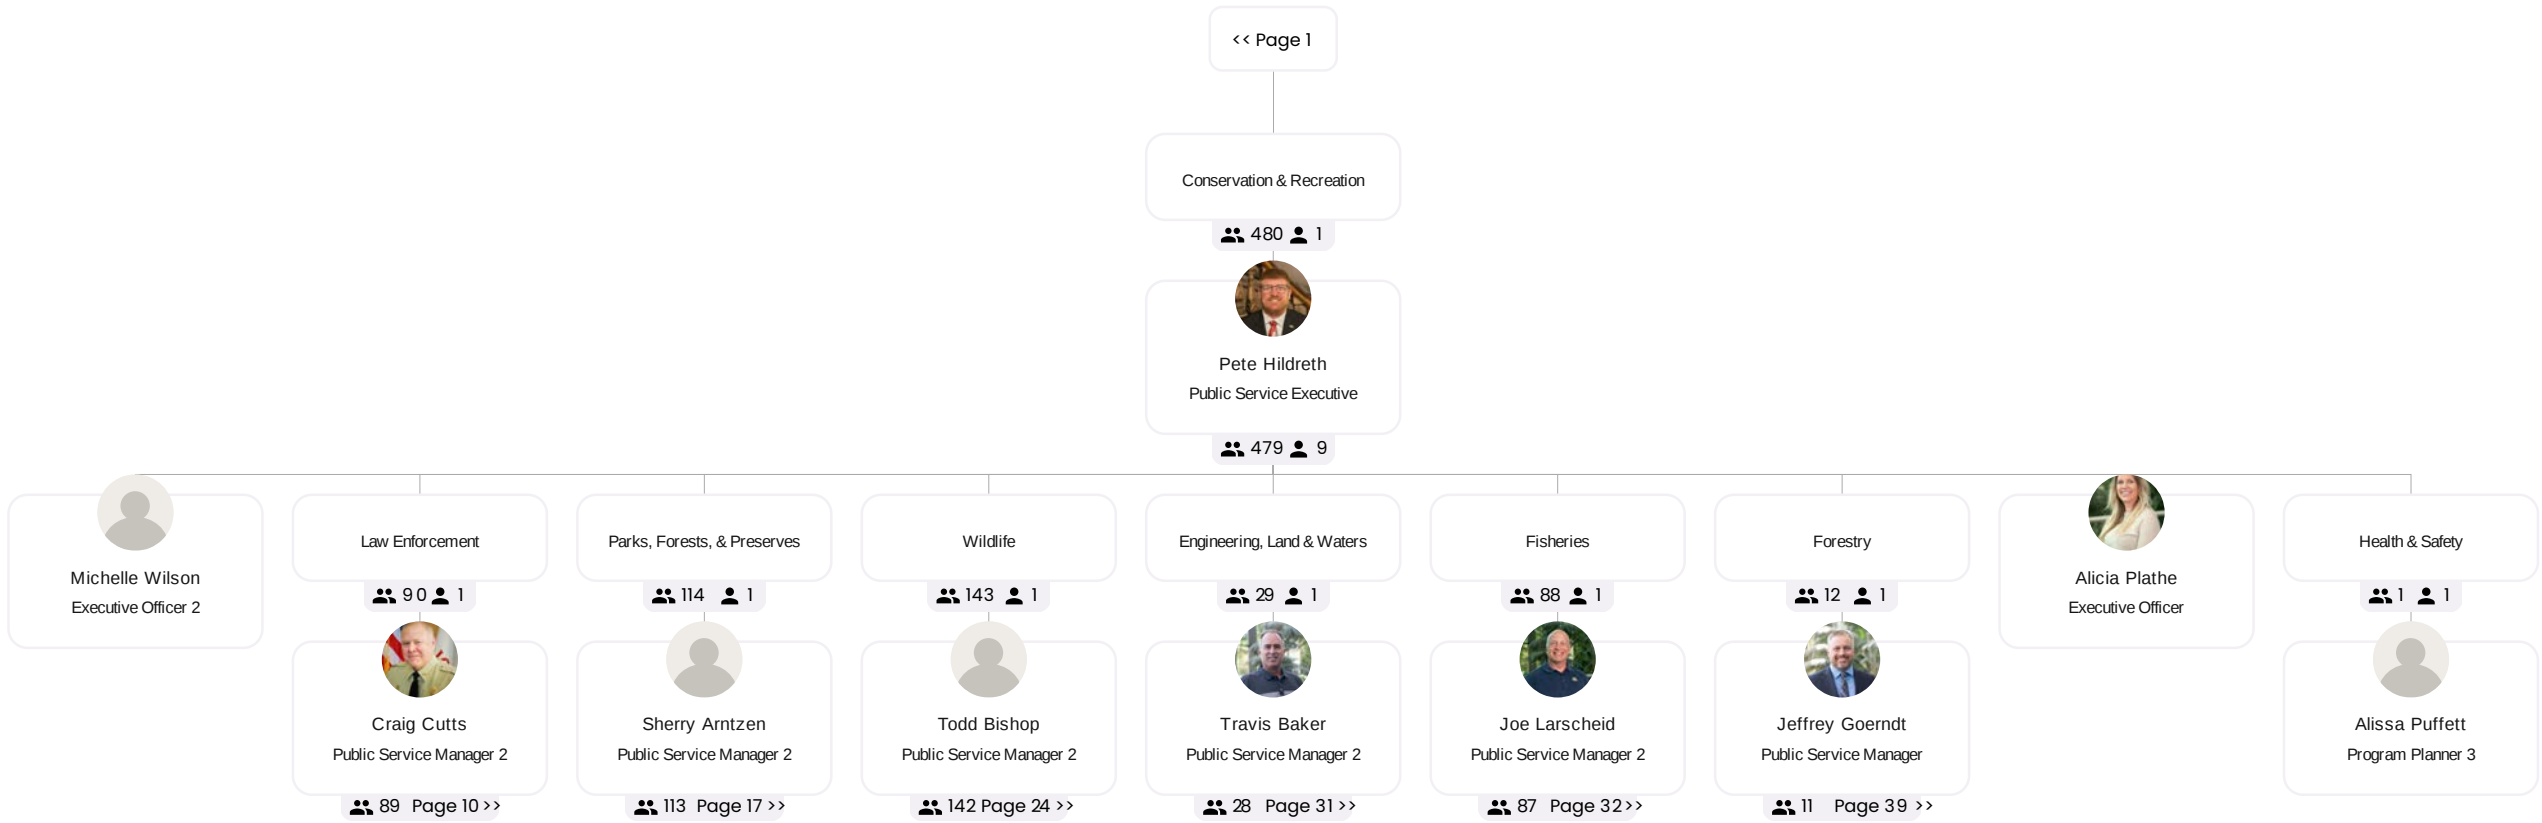 << Page 1
Conservation & Recreation
480 1
Pete Hildreth
Public Service Executive
479 9
Michelle Wilson
Executive Officer 2
Law Enforcement
90 1
Craig Cutts
Public Service Manager 2
89 Page 10 >>
Parks, Forests, & Preserves
114 1
Sherry Arntzen
Public Service Manager 2
113 Page 17 >>
Wildlife
143 1
Todd Bishop
Public Service Manager 2
142 Page 24 >>
Engineering, Land & Waters
29 1
Travis Baker
Public Service Manager 2
28 Page 31 >>
Fisheries
88 1
Joe Larscheid
Public Service Manager 2
87 Page 32 >>
Forestry
12 1
Jeffrey Goerndt
Public Service Manager
11 Page 39 >>
Alicia Plathe
Executive Officer
Health & Safety
1 1
Alissa Puffett
Program Planner 3